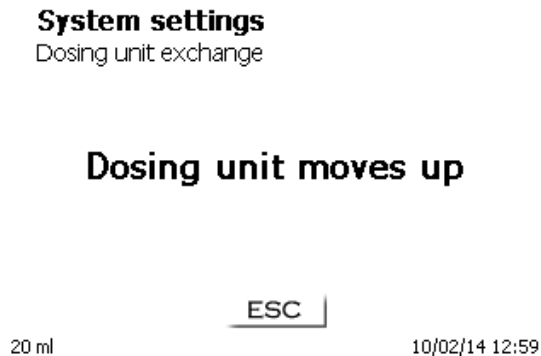 System settings
Dosing unit exchange
Dosing unit moves up
ESC
20 ml 10/02/14 12:59